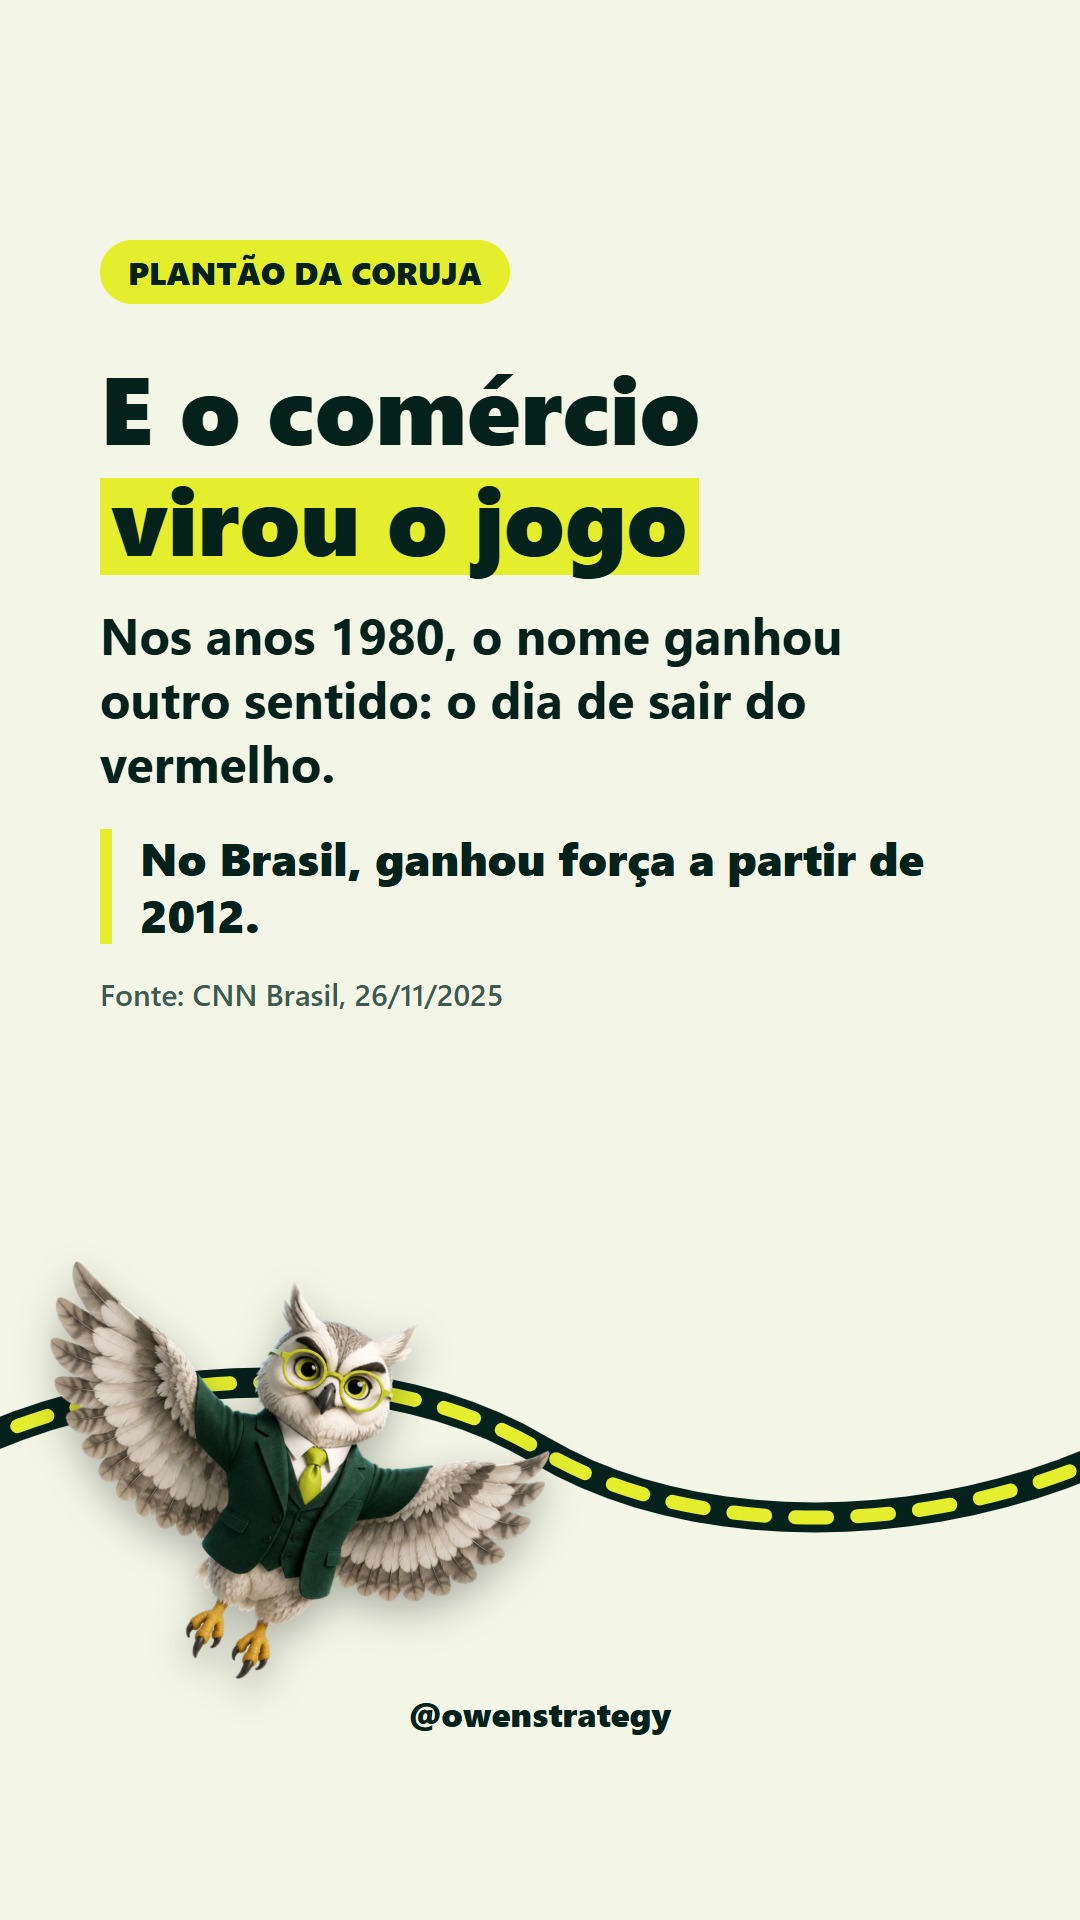 PLANTÃO DA CORUJA
E o comércio
virou o jogo
Nos anos 1980, o nome ganhou
outro sentido: o dia de sair do
vermelho.
No Brasil, ganhou força a partir de
2012.
Fonte: CNN Brasil, 26/11/2025
@owenstrategy